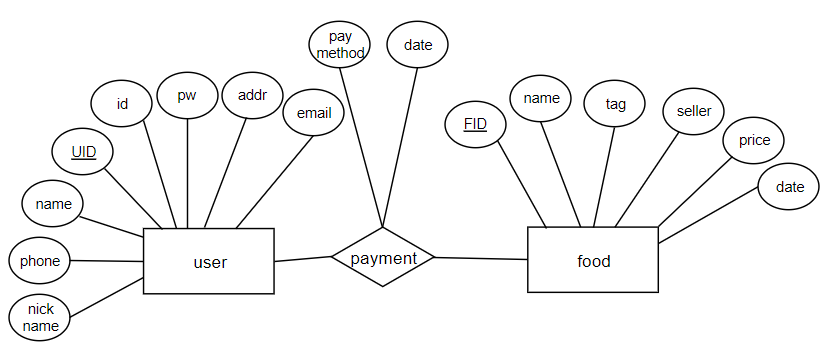 pay
method
date
id
pw
addr
email
UID
name
phone
nick
name
user
payment
FID
name
tag
seller
price
date
food